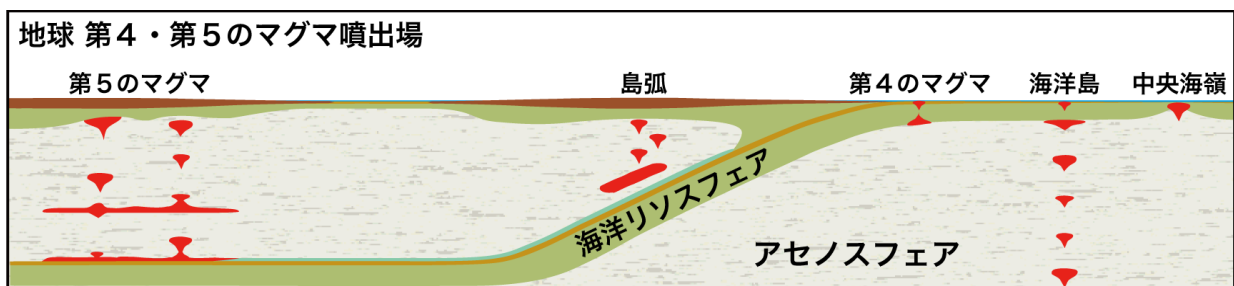 地球 第４・第５のマグマ噴出場
第５のマグマ
島弧
第４のマグマ
海洋島
中央海嶺
海洋リソスフェア
アセノスフェア